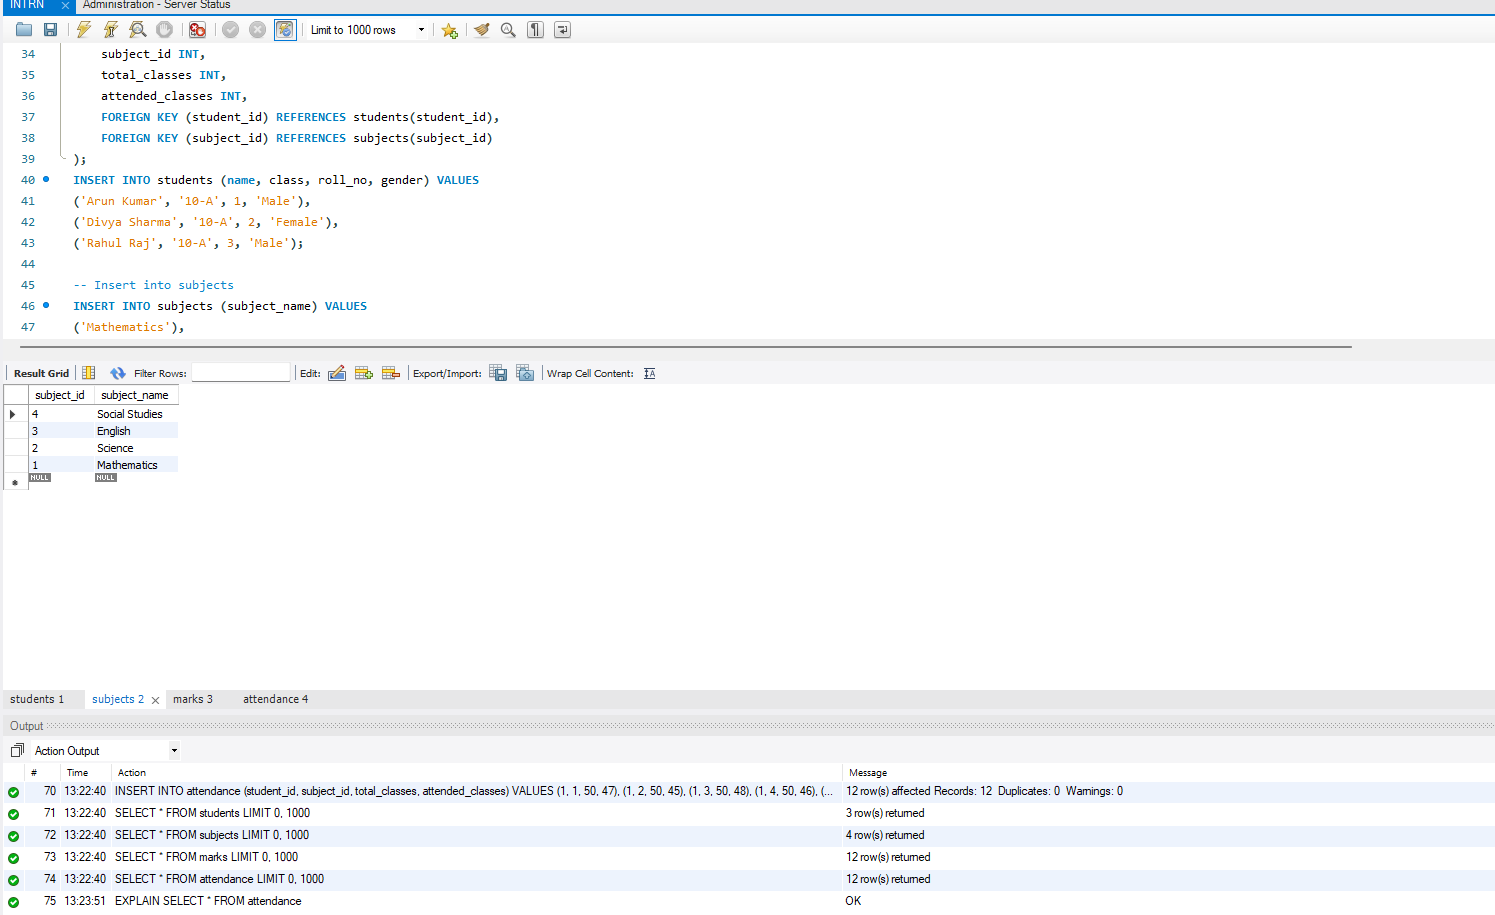 INTRN × Administration - Server Status
Limit to 1000 rows
34 subject_id INT,
35 total_classes INT,
36 attended_classes INT,
37 FOREIGN KEY (student_id) REFERENCES students(student_id),
38 FOREIGN KEY (subject_id) REFERENCES subjects(subject_id)
39 );
40 INSERT INTO students (name, class, roll_no, gender) VALUES
41 ('Arun Kumar', '10-A', 1, 'Male'),
42 ('Divya Sharma', '10-A', 2, 'Female'),
43 ('Rahul Raj', '10-A', 3, 'Male');
44
45 -- Insert into subjects
46 INSERT INTO subjects (subject_name) VALUES
47 ('Mathematics'),
Result Grid Filter Rows: Edit: Export/Import: Wrap Cell Content:
subject_id subject_name
4 Social Studies
3 English
2 Science
1 Mathematics
NULL NULL
students 1 subjects 2 × marks 3 attendance 4
Output
Action Output
# Time Action Message
70 13:22:40 INSERT INTO attendance (student_id, subject_id, total_classes, attended_classes) VALUES (1, 1, 50, 47), (1, 2, 50, 45), (1, 3, 50, 48), (1, 4, 50, 46), (... 12 row(s) affected Records: 12 Duplicates: 0 Warnings: 0
71 13:22:40 SELECT * FROM students LIMIT 0, 1000 3 row(s) returned
72 13:22:40 SELECT * FROM subjects LIMIT 0, 1000 4 row(s) returned
73 13:22:40 SELECT * FROM marks LIMIT 0, 1000 12 row(s) returned
74 13:22:40 SELECT * FROM attendance LIMIT 0, 1000 12 row(s) returned
75 13:23:51 EXPLAIN SELECT * FROM attendance OK